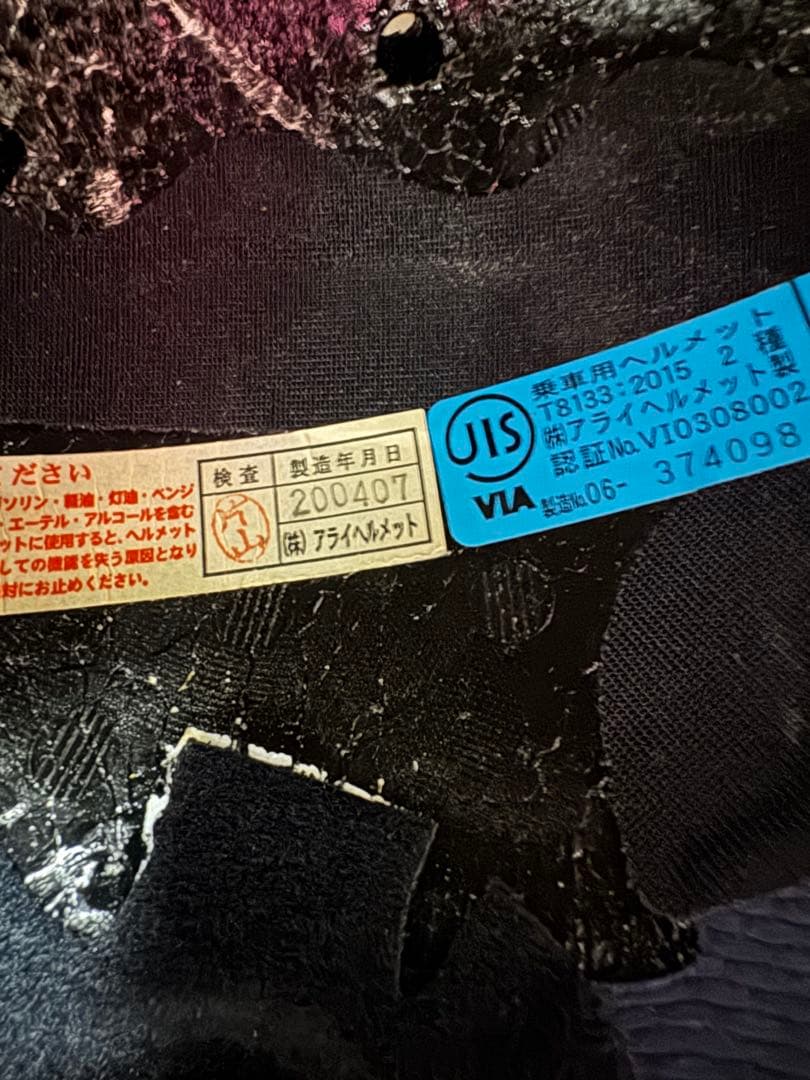 ださい
ソリン・軽油・灯油・ベンジ
・エーテル・アルコールを含む
ットに使用すると、ヘルメット
しての機能を失う原因となり
対にお止めください。
検査
製造年月日
200407
㈱ アライヘルメット
片山
JIS
乗車用ヘルメット
T8133:2015 2種
㈱アライヘルメット製
認証No.VI0308002
VIA
製造No.06- 374098